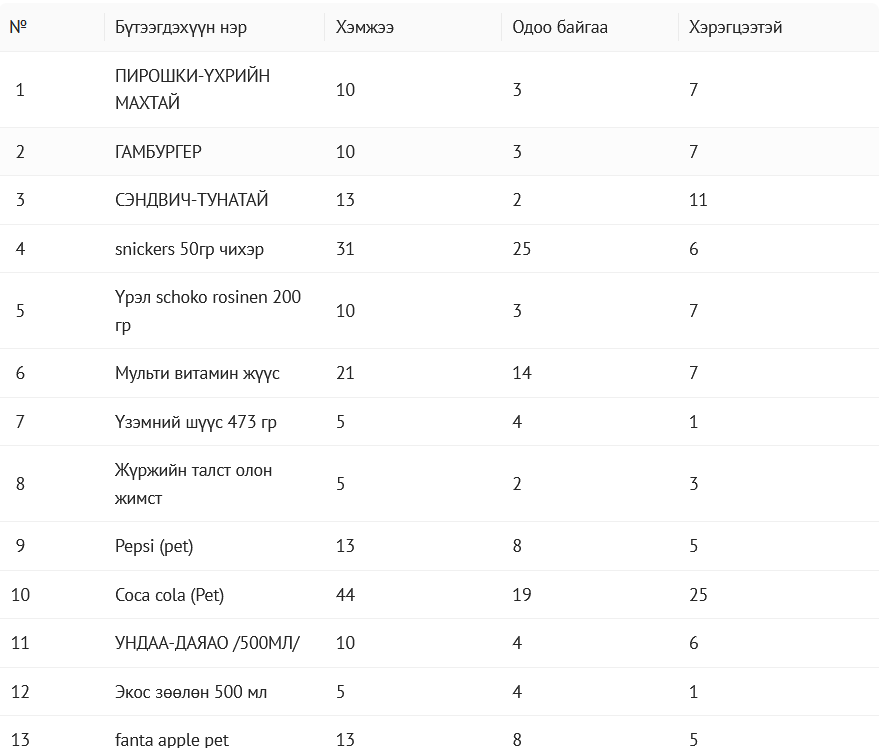 № Бүтээгдэхүүн нэр Хэмжээ Одоо байгаа Хэрэгцээтэй
1 ПИРОШКИ-ҮХРИЙН МАХТАЙ 10 3 7
2 ГАМБУРГЕР 10 3 7
3 СЭНДВИЧ-ТУНАТАЙ 13 2 11
4 snickers 50гр чихэр 31 25 6
5 Үрэл schoko rosinen 200 гр 10 3 7
6 Мульти витамин жүүс 21 14 7
7 Үзэмний шүүс 473 гр 5 4 1
8 Жүржийн талст олон жимст 5 2 3
9 Pepsi (pet) 13 8 5
10 Coca cola (Pet) 44 19 25
11 УНДАА-ДАЯАО /500МЛ/ 10 4 6
12 Экос зөөлөн 500 мл 5 4 1
13 fanta apple pet 13 8 5